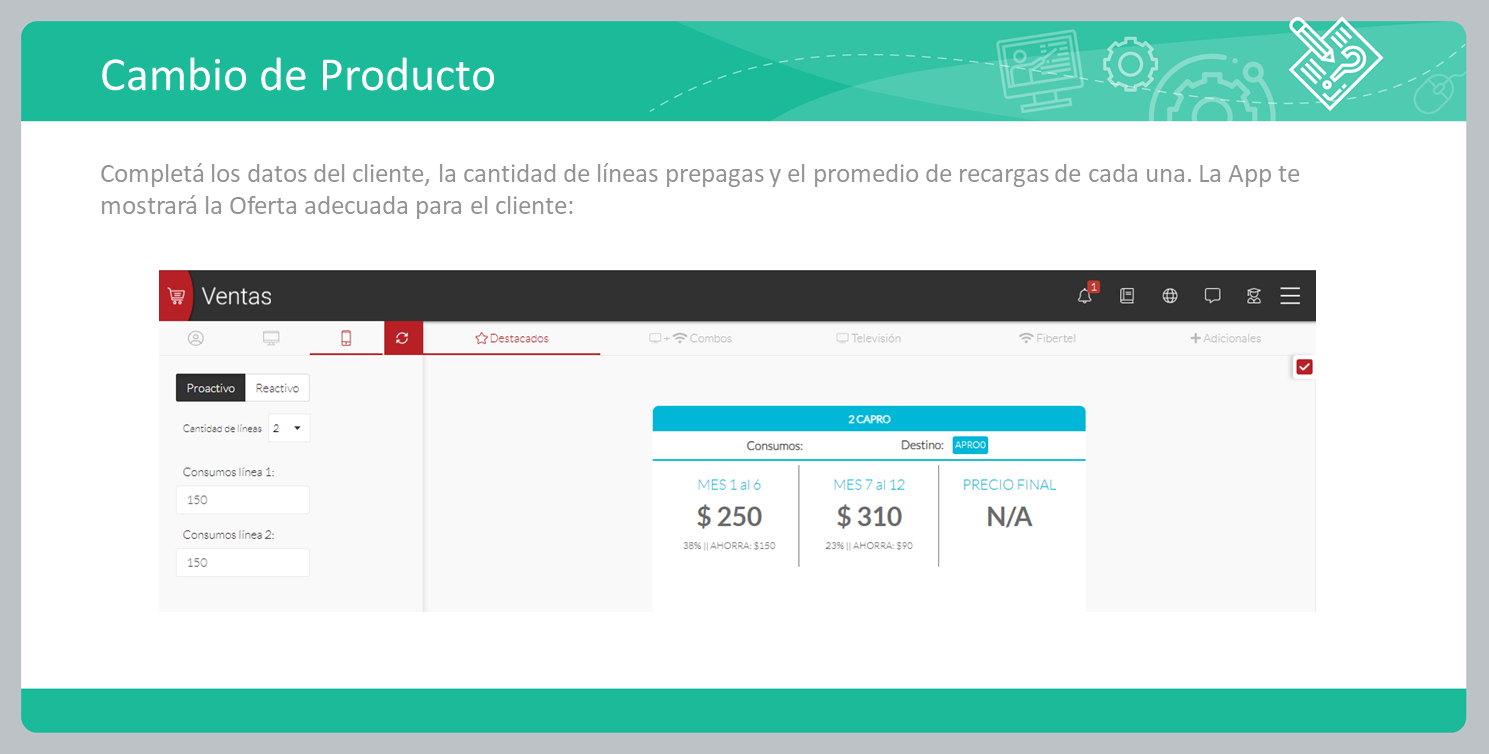 Cambio de Producto
Completá los datos del cliente, la cantidad de líneas prepagas y el promedio de recargas de cada una. La App te
mostrará la Oferta adecuada para el cliente:
Ventas
1
Destacados
+ Combos
Televisión
Fibertel
Adicionales
Proactivo Reactivo
Cantidad de líneas 2
Consumos línea 1:
150
Consumos línea 2:
150
2 CAPRO
Consumos: Destino: APRO0
MES 1 al 6 MES 7 al 12 PRECIO FINAL
$ 250 $ 310 N/A
38% || AHORRA: $150 23% || AHORRA: $90